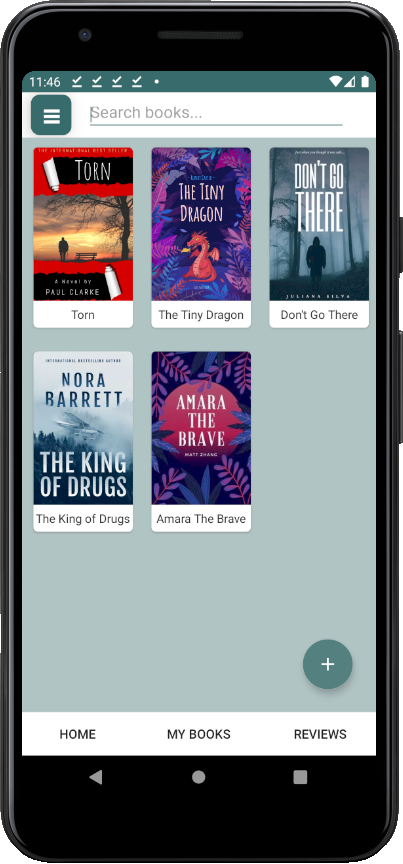 11:46
Search books...
THE INTERNATIONAL BEST SELLER
TORN
A Novel by
PAUL CLARKE
Torn
THE TINY
DRAGON
The Tiny Dragon
DON'T GO
THERE
JULIANA SILVA
Don't Go There
INTERNATIONAL BESTSELLING AUTHOR
NORA
BARRETT
THE KING
OF DRUGS
The King of Drugs
AMARA
THE
BRAVE
MATT ZHANG
Amara The Brave
+
HOME
MY BOOKS
REVIEWS